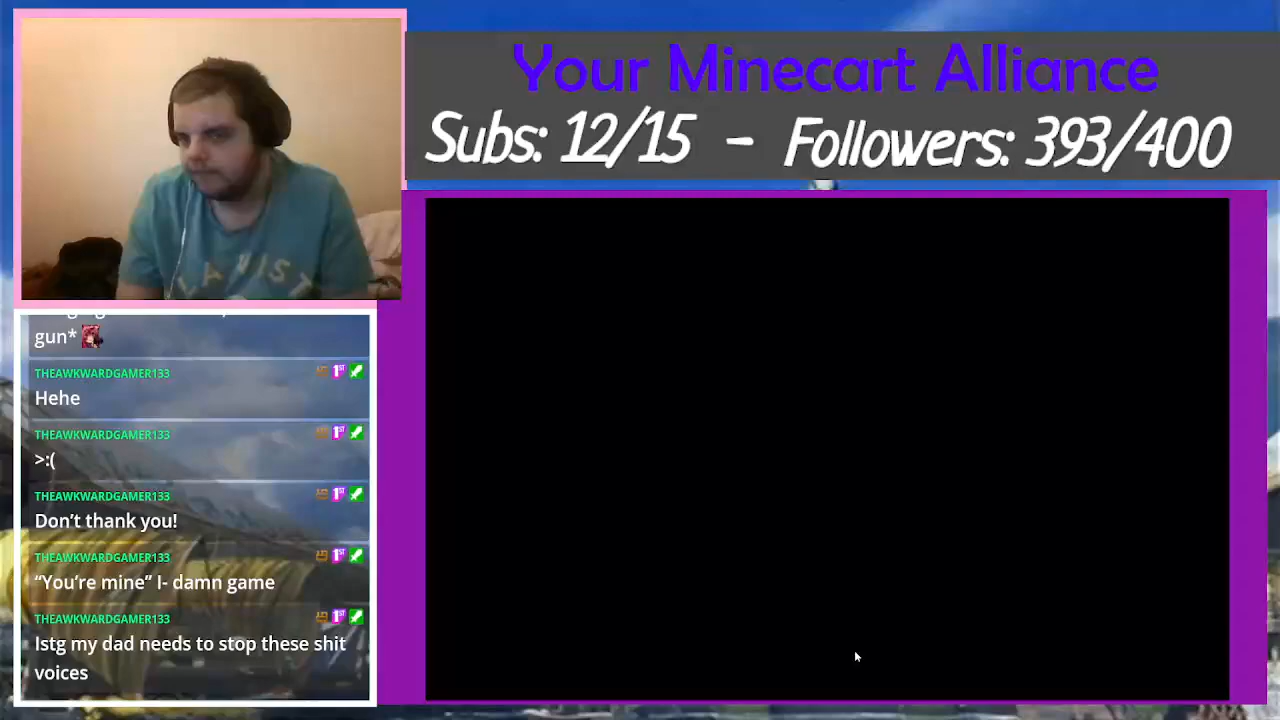 Your Minecart Alliance
Subs: 12/15 - Followers: 393/400
gun*
THEAWKWARDGAMER133
Hehe
THEAWKWARDGAMER133
>:(
THEAWKWARDGAMER133
Don't thank you!
THEAWKWARDGAMER133
“You're mine” I- damn game
THEAWKWARDGAMER133
Istg my dad needs to stop these shit
voices